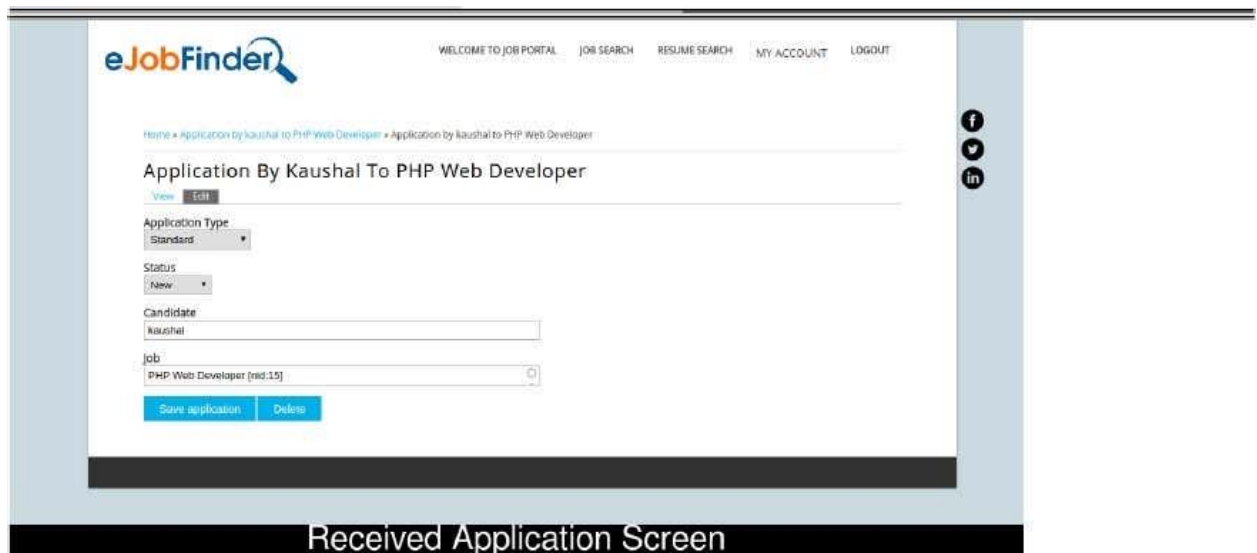 eJobFinder
WELCOME TO JOB PORTAL JOB SEARCH RESUME SEARCH MY ACCOUNT LOGOUT
Home » Application by kaushal to PHP Web Developer » Application by kaushal to PHP Web Developer
Application By Kaushal To PHP Web Developer
View Edit
Application Type
Standard
Status
New
Candidate
kaushal
Job
PHP Web Developer [nid:15]
Save application Delete
f
in
Received Application Screen